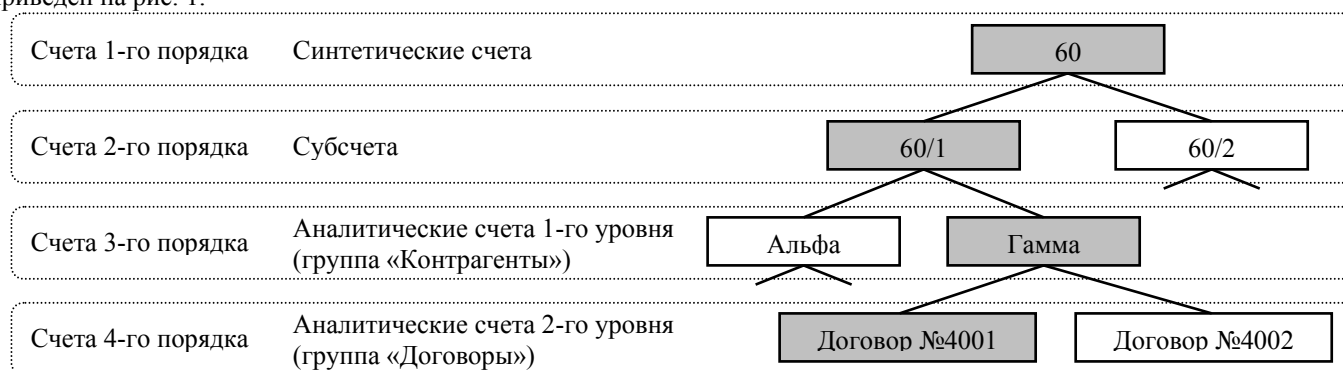 приведен на рис. 1.
Счета 1-го порядка Синтетические счета 60
Счета 2-го порядка Субсчета 60/1 60/2
Счета 3-го порядка Аналитические счета 1-го уровня
(группа «Контрагенты») Альфа Гамма
Счета 4-го порядка Аналитические счета 2-го уровня
(группа «Договоры») Договор №4001 Договор №4002